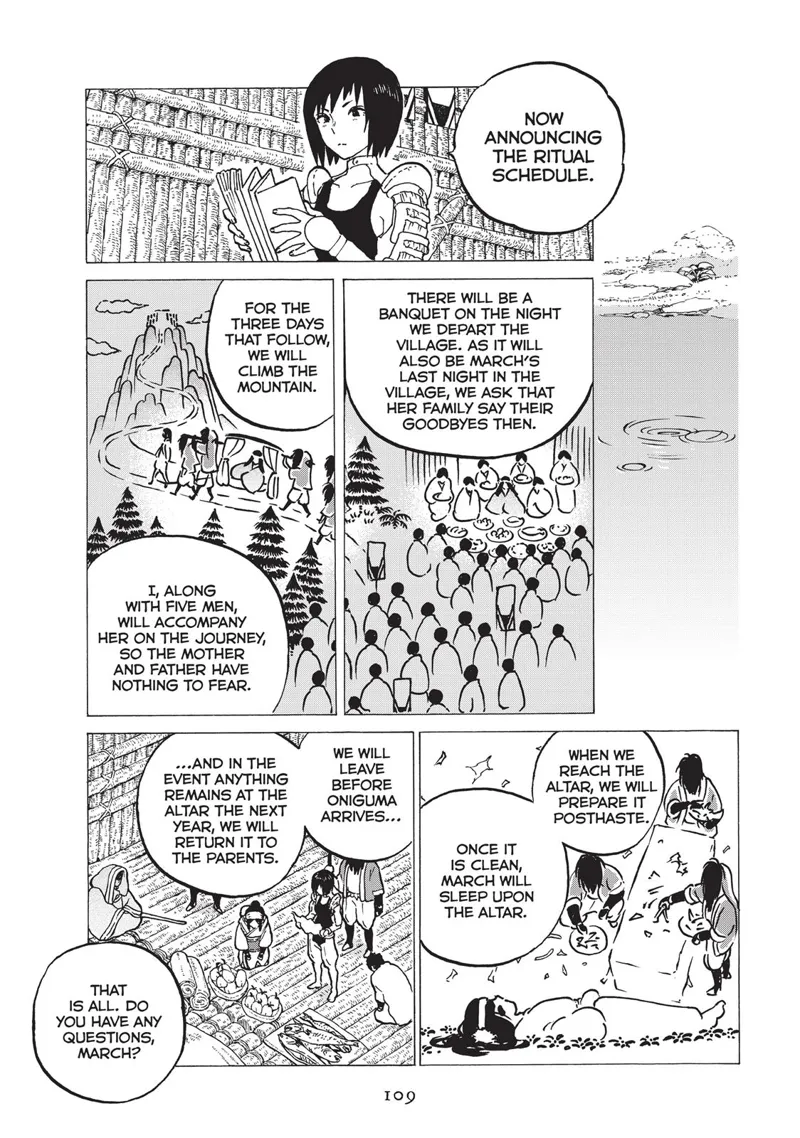 NOW
ANNOUNCING
THE RITUAL
SCHEDULE.
THERE WILL BE A
BANQUET ON THE NIGHT
WE DEPART THE
VILLAGE. AS IT WILL
ALSO BE MARCH'S
LAST NIGHT IN THE
VILLAGE, WE ASK THAT
HER FAMILY SAY THEIR
GOODBYES THEN.
FOR THE
THREE DAYS
THAT FOLLOW,
WE WILL
CLIMB THE
MOUNTAIN.
I, ALONG
WITH FIVE MEN,
WILL ACCOMPANY
HER ON THE JOURNEY,
SO THE MOTHER
AND FATHER HAVE
NOTHING TO FEAR.
WHEN WE
REACH THE
ALTAR, WE WILL
PREPARE IT
POSTHASTE.
ONCE IT
IS CLEAN,
MARCH WILL
SLEEP UPON
THE ALTAR.
WE WILL
LEAVE
BEFORE
ONIGUMA
ARRIVES...
...AND IN THE
EVENT ANYTHING
REMAINS AT THE
ALTAR THE NEXT
YEAR, WE WILL
RETURN IT TO
THE PARENTS.
THAT
IS ALL. DO
YOU HAVE ANY
QUESTIONS,
MARCH?
109